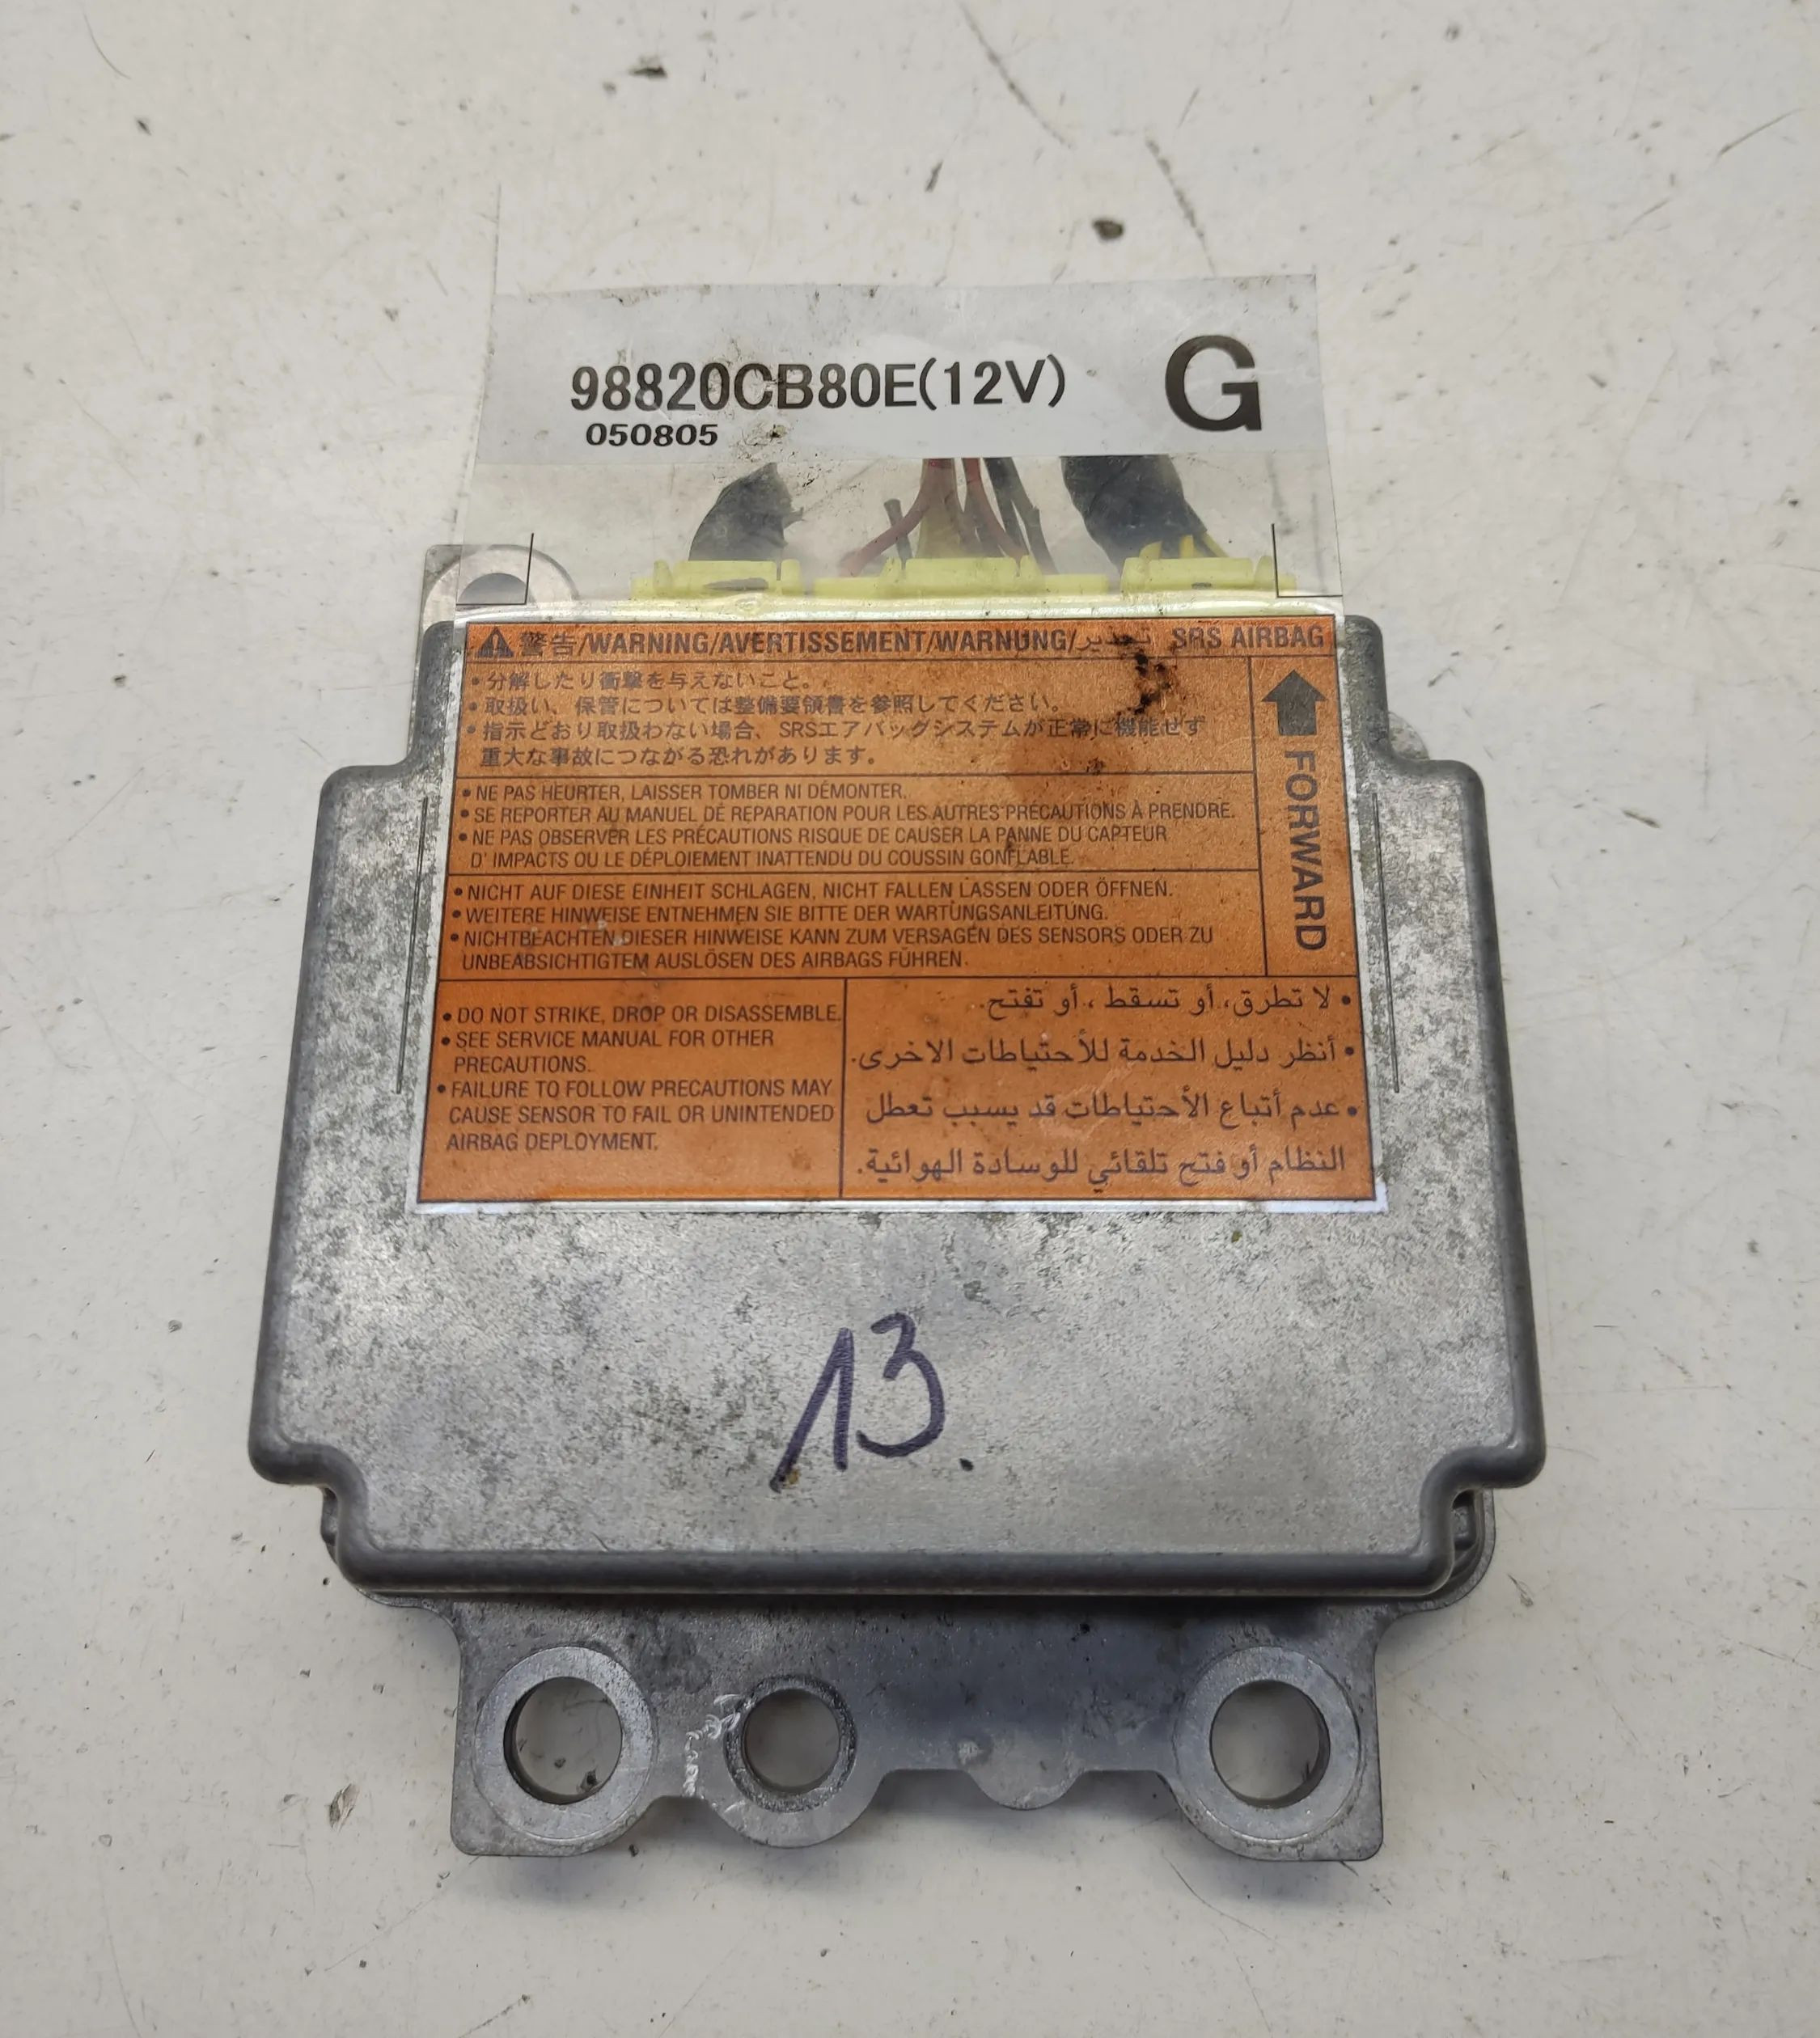 98820CB80E(12V) G
050805
警告/WARNING/AVERTISSEMENT/WARNUNG/تحذير SRS AIRBAG
• 分解したり衝撃を与えないこと。
• 取扱い、保管については整備要領書を参照してください。
• 指示どおり取扱わない場合、SRSエアバッグシステムが正常に機能せず
重大な事故につながる恐れがあります。
FORWARD
• NE PAS HEURTER, LAISSER TOMBER NI DÉMONTER.
• SE REPORTER AU MANUEL DE REPARATION POUR LES AUTRES PRÉCAUTIONS À PRENDRE.
• NE PAS OBSERVER LES PRÉCAUTIONS RISQUE DE CAUSER LA PANNE DU CAPTEUR
D' IMPACTS OU LE DÉPLOIEMENT INATTENDU DU COUSSIN GONFLABLE.
• NICHT AUF DIESE EINHEIT SCHLAGEN, NICHT FALLEN LASSEN ODER ÖFFNEN.
• WEITERE HINWEISE ENTNEHMEN SIE BITTE DER WARTUNGSANLEITUNG.
• NICHTBEACHTEN DIESER HINWEISE KANN ZUM VERSAGEN DES SENSORS ODER ZU
UNBEABSICHTIGTEM AUSLÖSEN DES AIRBAGS FÜHREN.
• DO NOT STRIKE, DROP OR DISASSEMBLE.
• SEE SERVICE MANUAL FOR OTHER
PRECAUTIONS.
• FAILURE TO FOLLOW PRECAUTIONS MAY
CAUSE SENSOR TO FAIL OR UNINTENDED
AIRBAG DEPLOYMENT.
• لا تطرق، أو تسقط ، أو تفتح.
• أنظر دليل الخدمة للأحتياطات الاخرى.
• عدم أتباع الأحتياطات قد يسبب تعطل
النظام أو فتح تلقائي للوسادة الهوائية.
13.